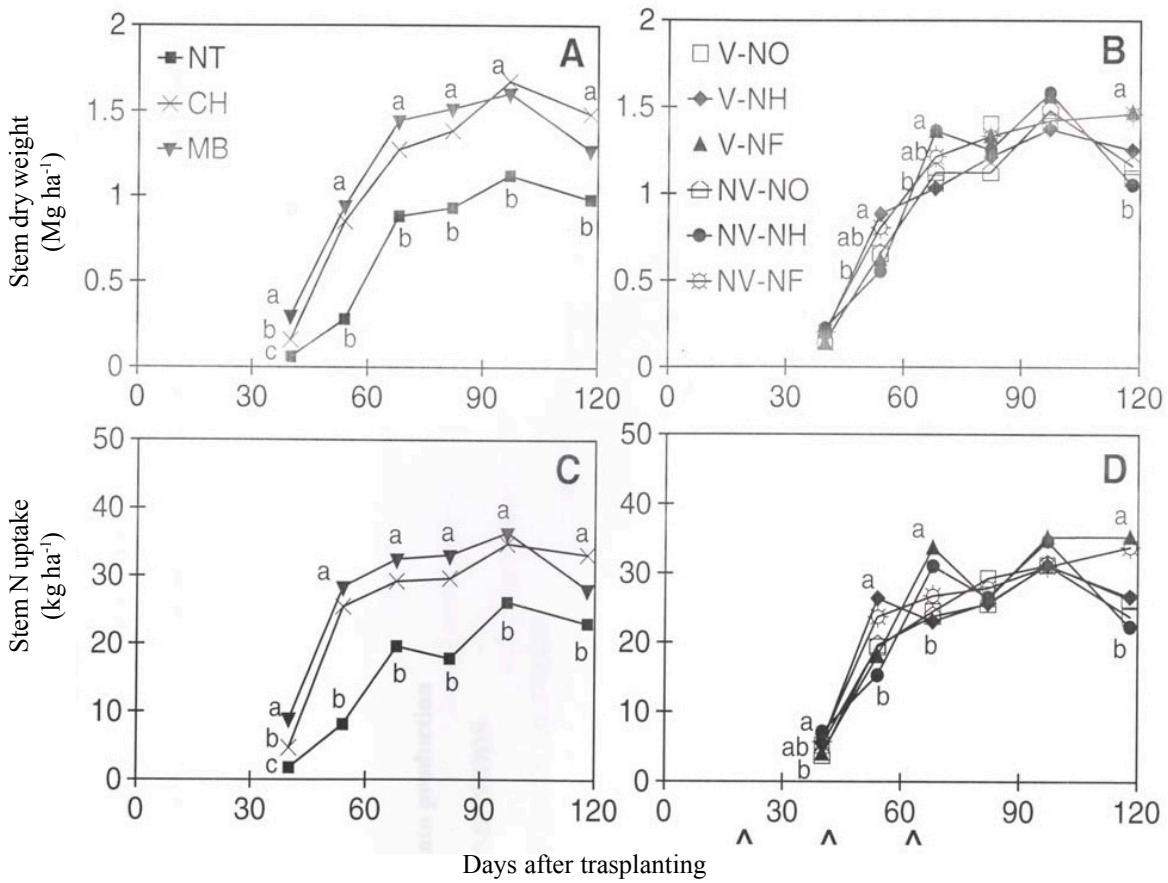 Stem dry weight
(Mg ha⁻¹)
2
1.5
1
0.5
0
A
NT
CH
MB
a
b
c
a
b
a
b
a
b
a
b
a
b
0
30
60
90
120
2
1.5
1
0.5
0
B
V-NO
V-NH
V-NF
NV-NO
NV-NH
NV-NF
a
ab
b
a
ab
b
a
b
0
30
60
90
120
Stem N uptake
(kg ha⁻¹)
50
40
30
20
10
0
C
a
b
c
a
b
a
b
a
b
a
b
a
b
0
30
60
90
120
50
40
30
20
10
0
D
a
ab
b
a
b
a
b
a
b
0
30
60
90
120
^ ^ ^
Days after trasplanting